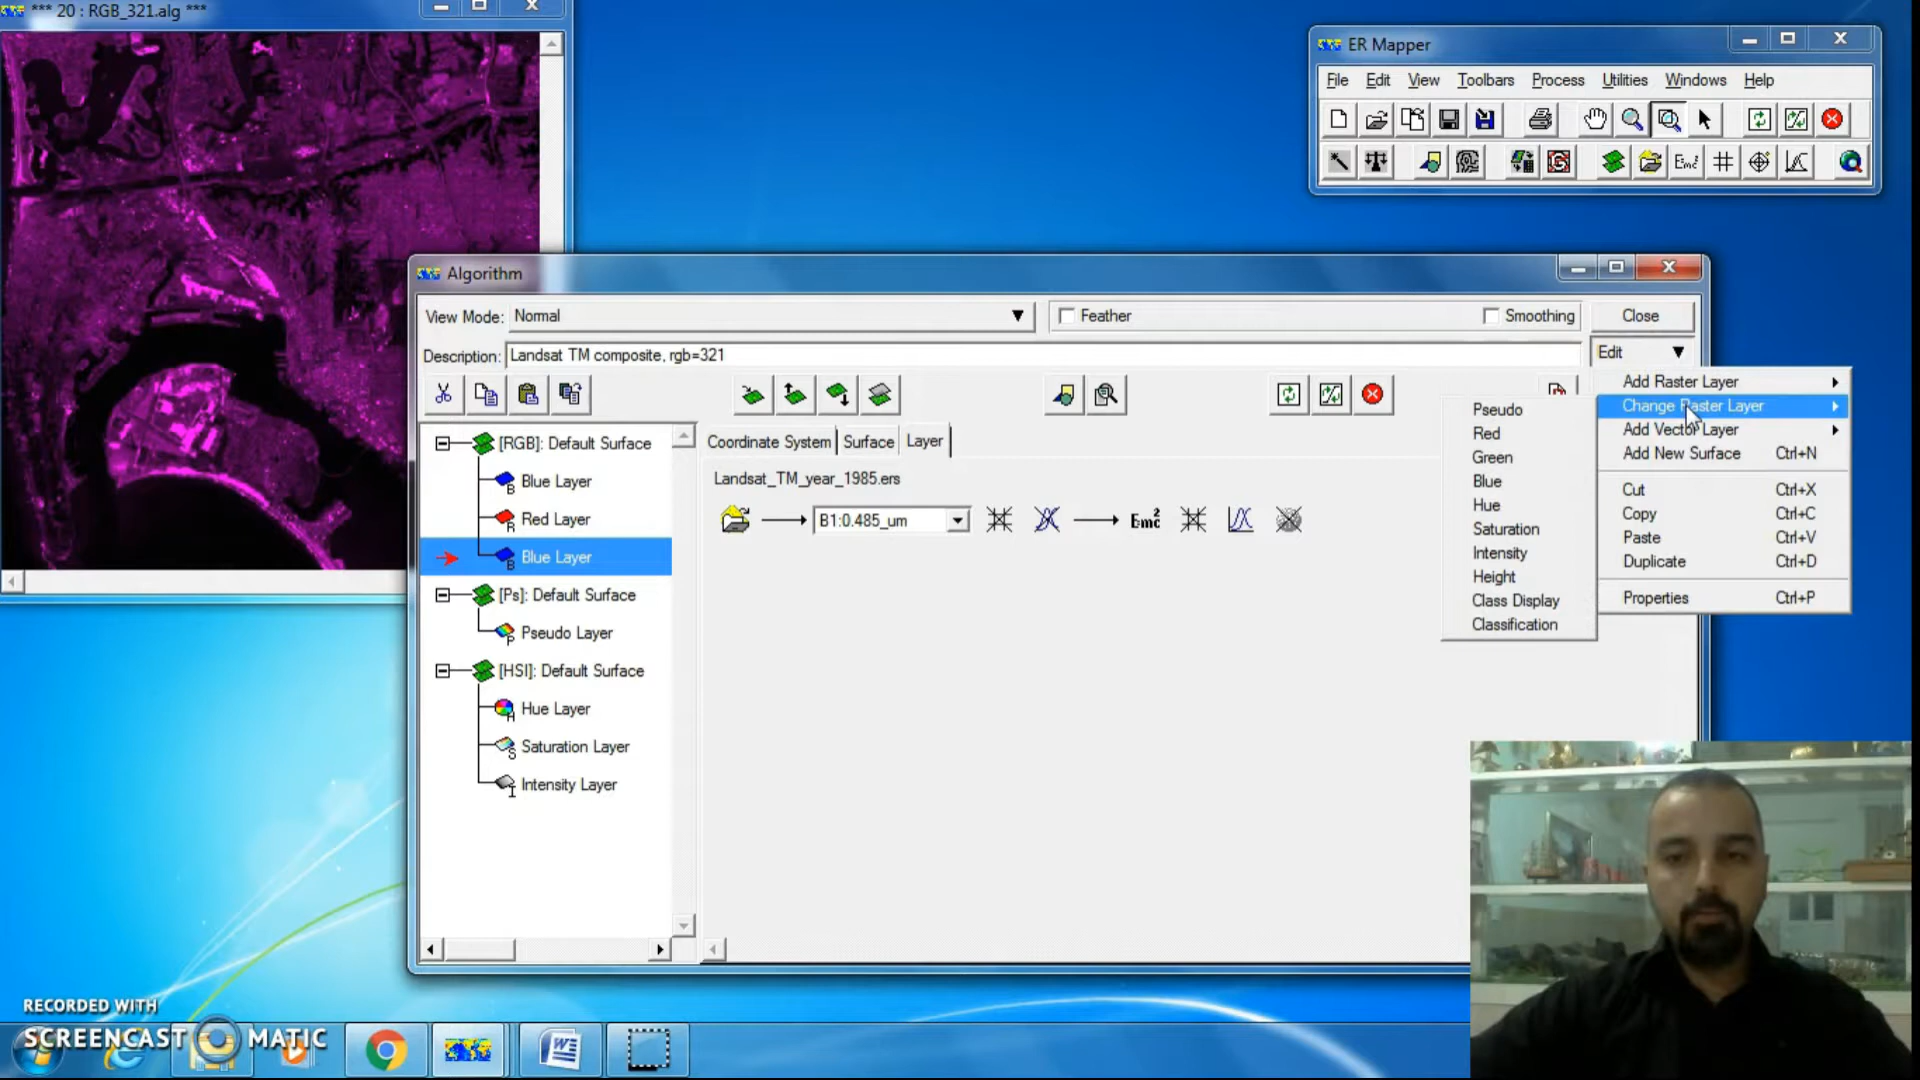 *** 20 : RGB_321.alg ***
ER Mapper
File Edit View Toolbars Process Utilities Windows Help
Emc
Algorithm
View Mode: Normal
Feather
Smoothing
Close
Description: Landsat TM composite, rgb=321
Edit
[RGB]: Default Surface
B Blue Layer
R Red Layer
B Blue Layer
[Ps]: Default Surface
P Pseudo Layer
[HSI]: Default Surface
H Hue Layer
S Saturation Layer
I Intensity Layer
Coordinate System Surface Layer
Landsat_TM_year_1985.ers
B1:0.485_um
Emc2
Add Raster Layer
Change Raster Layer
Add Vector Layer
Add New Surface Ctrl+N
Cut Ctrl+X
Copy Ctrl+C
Paste Ctrl+V
Duplicate Ctrl+D
Properties Ctrl+P
Pseudo
Red
Green
Blue
Hue
Saturation
Intensity
Height
Class Display
Classification
RECORDED WITH
SCREENCAST MATIC
W